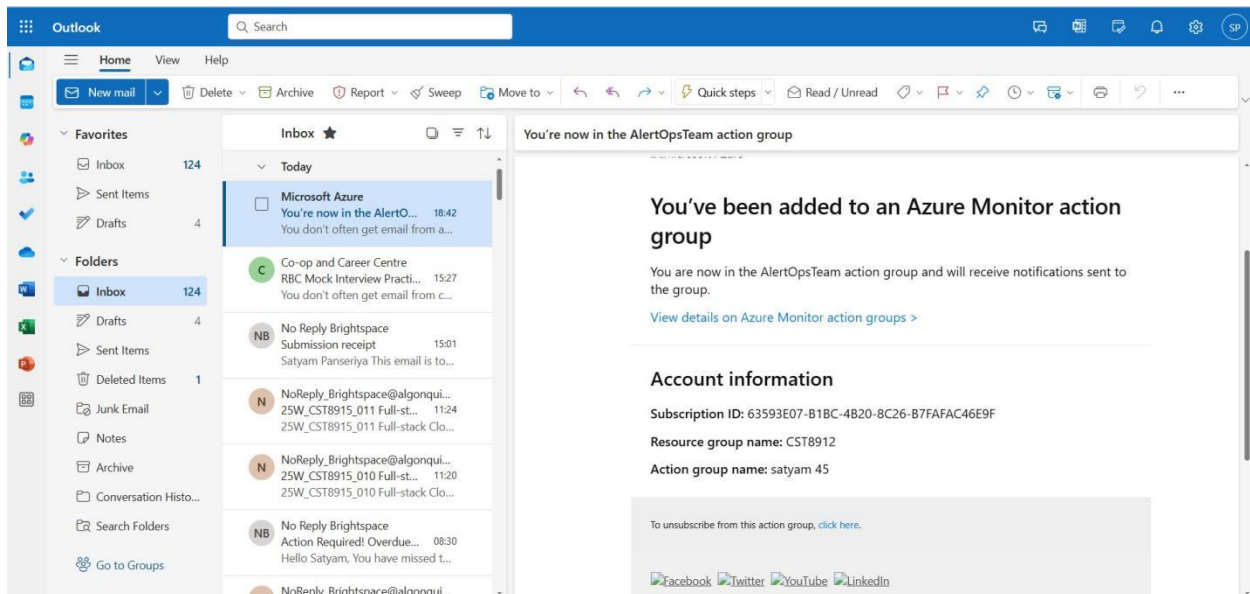 Outlook
Search
SP
Home View Help
New mail Delete Archive Report Sweep Move to Quick steps Read / Unread
Favorites
Inbox 124
Sent Items
Drafts 4
Folders
Inbox 124
Drafts 4
Sent Items
Deleted Items 1
Junk Email
Notes
Archive
Conversation Histo...
Search Folders
Go to Groups
Inbox
Today
Microsoft Azure
You're now in the AlertO... 18:42
You don't often get email from a...
C
Co-op and Career Centre
RBC Mock Interview Practi... 15:27
You don't often get email from c...
NB
No Reply Brightspace
Submission receipt 15:01
Satyam Panseriya This email is to...
N
NoReply_Brightspace@algonqui...
25W_CST8915_011 Full-st... 11:24
25W_CST8915_011 Full-stack Clo...
N
NoReply_Brightspace@algonqui...
25W_CST8915_010 Full-st... 11:20
25W_CST8915_010 Full-stack Clo...
NB
No Reply Brightspace
Action Required! Overdue... 08:30
Hello Satyam, You have missed t...
NoReply_Brightspace@algonqui...
You're now in the AlertOpsTeam action group
You've been added to an Azure Monitor action
group
You are now in the AlertOpsTeam action group and will receive notifications sent to
the group.
View details on Azure Monitor action groups >
Account information
Subscription ID: 63593E07-B1BC-4B20-8C26-B7FAFAC46E9F
Resource group name: CST8912
Action group name: satyam 45
To unsubscribe from this action group, click here.
Facebook Twitter YouTube LinkedIn